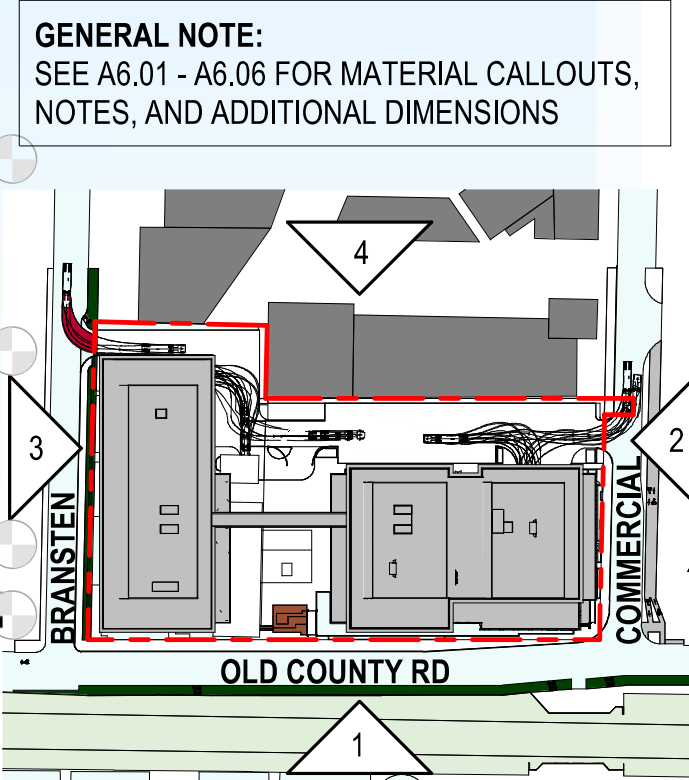 GENERAL NOTE:
SEE A6.01 - A6.06 FOR MATERIAL CALLOUTS,
NOTES, AND ADDITIONAL DIMENSIONS
4
3
2
BRANSTEN
COMMERCIAL
OLD COUNTY RD
1